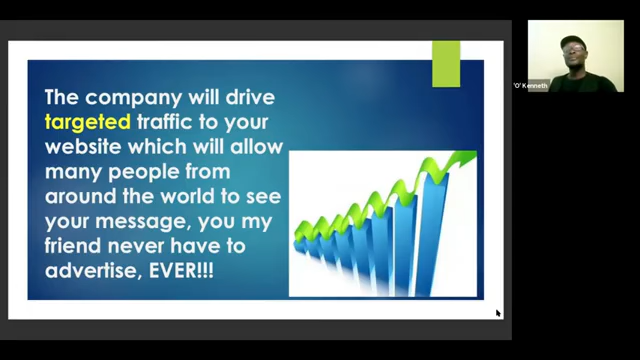 The company will drive
targeted traffic to your
website which will allow
many people from
around the world to see
your message, you my
friend never have to
advertise, EVER!!!
'O' Kenneth